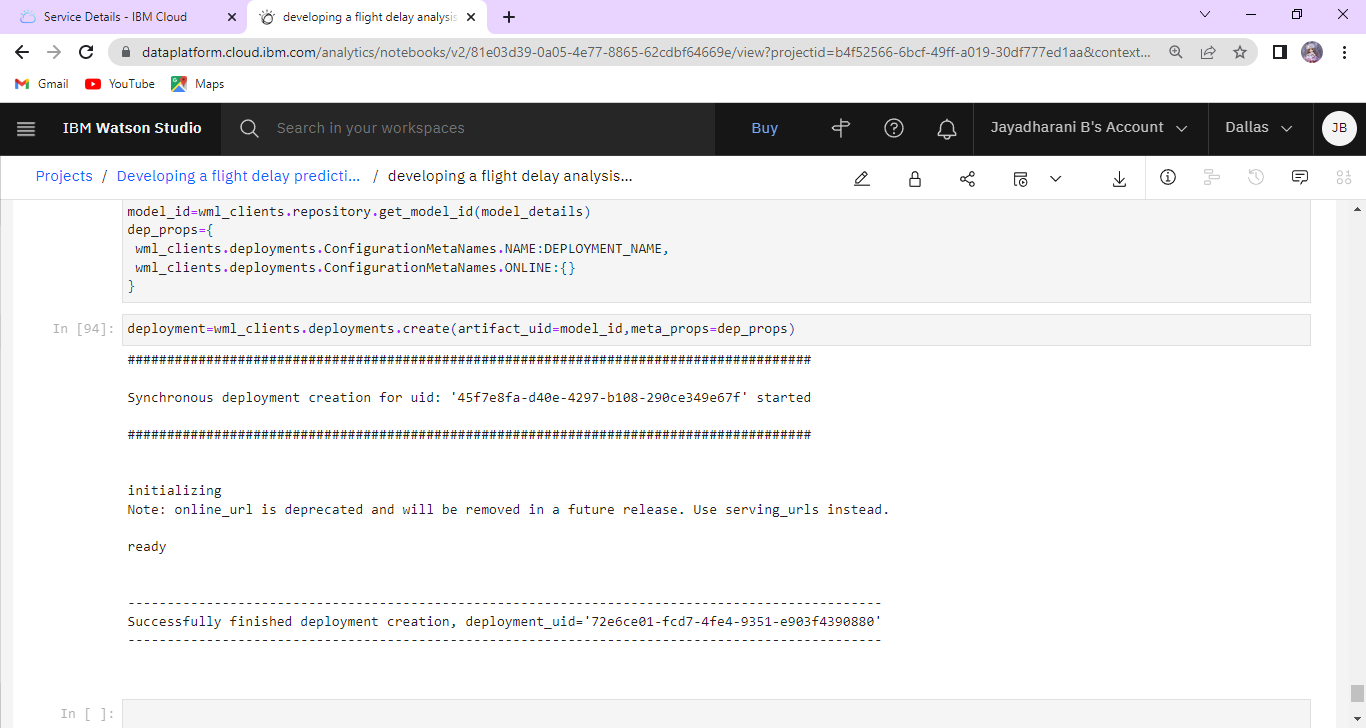 Service Details - IBM Cloud
developing a flight delay analysis
dataplatform.cloud.ibm.com/analytics/notebooks/v2/81e03d39-0a05-4e77-8865-62cdbf64669e/view?projectid=b4f52566-6bcf-49ff-a019-30df777ed1aa&context...
Gmail YouTube Maps
IBM Watson Studio Search in your workspaces Buy Jayadharani B's Account Dallas JB
Projects / Developing a flight delay predicti... / developing a flight delay analysis...
model_id=wml_clients.repository.get_model_id(model_details)
dep_props={
wml_clients.deployments.ConfigurationMetaNames.NAME:DEPLOYMENT_NAME,
wml_clients.deployments.ConfigurationMetaNames.ONLINE:{}
}
In [94]: deployment=wml_clients.deployments.create(artifact_uid=model_id,meta_props=dep_props)
#######################################################################################
Synchronous deployment creation for uid: '45f7e8fa-d40e-4297-b108-290ce349e67f' started
#######################################################################################
initializing
Note: online_url is deprecated and will be removed in a future release. Use serving_urls instead.
ready
------------------------------------------------------------------------------------------------
Successfully finished deployment creation, deployment_uid='72e6ce01-fcd7-4fe4-9351-e903f4390880'
------------------------------------------------------------------------------------------------
In [ ]: